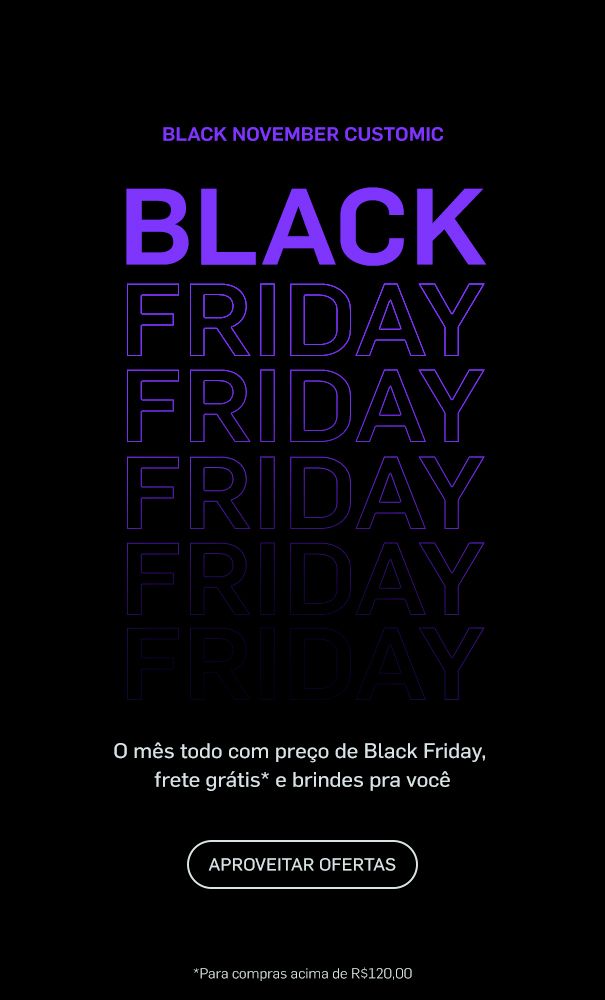 BLACK NOVEMBER CUSTOMIC
BLACK
FRIDAY
FRIDAY
FRIDAY
FRIDAY
FRIDAY
O mês todo com preço de Black Friday,
frete grátis* e brindes pra você
APROVEITAR OFERTAS
*Para compras acima de R$120,00